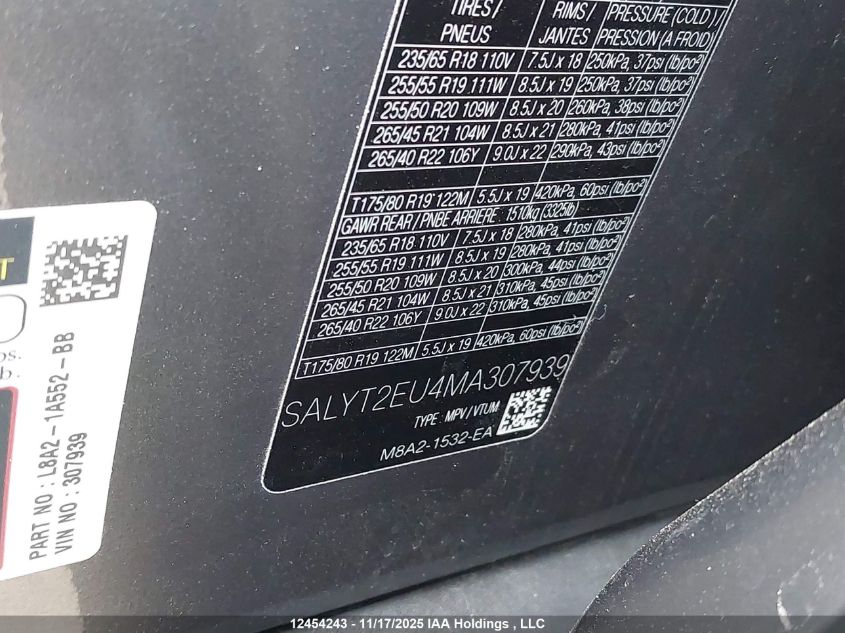 TIRES/ RIMS/ PRESSURE (COLD)/
PNEUS JANTES PRESSION (A FROID)
235/65 R18 110V 7.5J x 18 250kPa, 37psi (lb/po²)
255/55 R19 111W 8.5J x 19 250kPa, 37psi (lb/po²)
255/50 R20 109W 8.5J x 20 260kPa, 38psi (lb/po²)
265/45 R21 104W 8.5J x 21 280kPa, 41psi (lb/po²)
265/40 R22 106Y 9.0J x 22 290kPa, 43psi (lb/po²)
T175/80 R19 122M 5.5J x 19 420kPa, 60psi (lb/po²)
GAWR REAR / PNBE ARRIERE : 1510kg (3325lb)
235/65 R18 110V 7.5J x 18 280kPa, 41psi (lb/po²)
255/55 R19 111W 8.5J x 19 280kPa, 41psi (lb/po²)
255/50 R20 109W 8.5J x 20 300kPa, 44psi (lb/po²)
265/45 R21 104W 8.5J x 21 310kPa, 45psi (lb/po²)
265/40 R22 106Y 9.0J x 22 310kPa, 45psi (lb/po²)
T175/80 R19 122M 5.5J x 19 420kPa, 60psi (lb/po²)
SALYT2EU4MA307939
TYPE : MPV/VTUM
M8A2-1532-EA
PART NO : L8A2-1A552-BB
VIN NO : 307939
12454243 - 11/17/2025 IAA Holdings , LLC